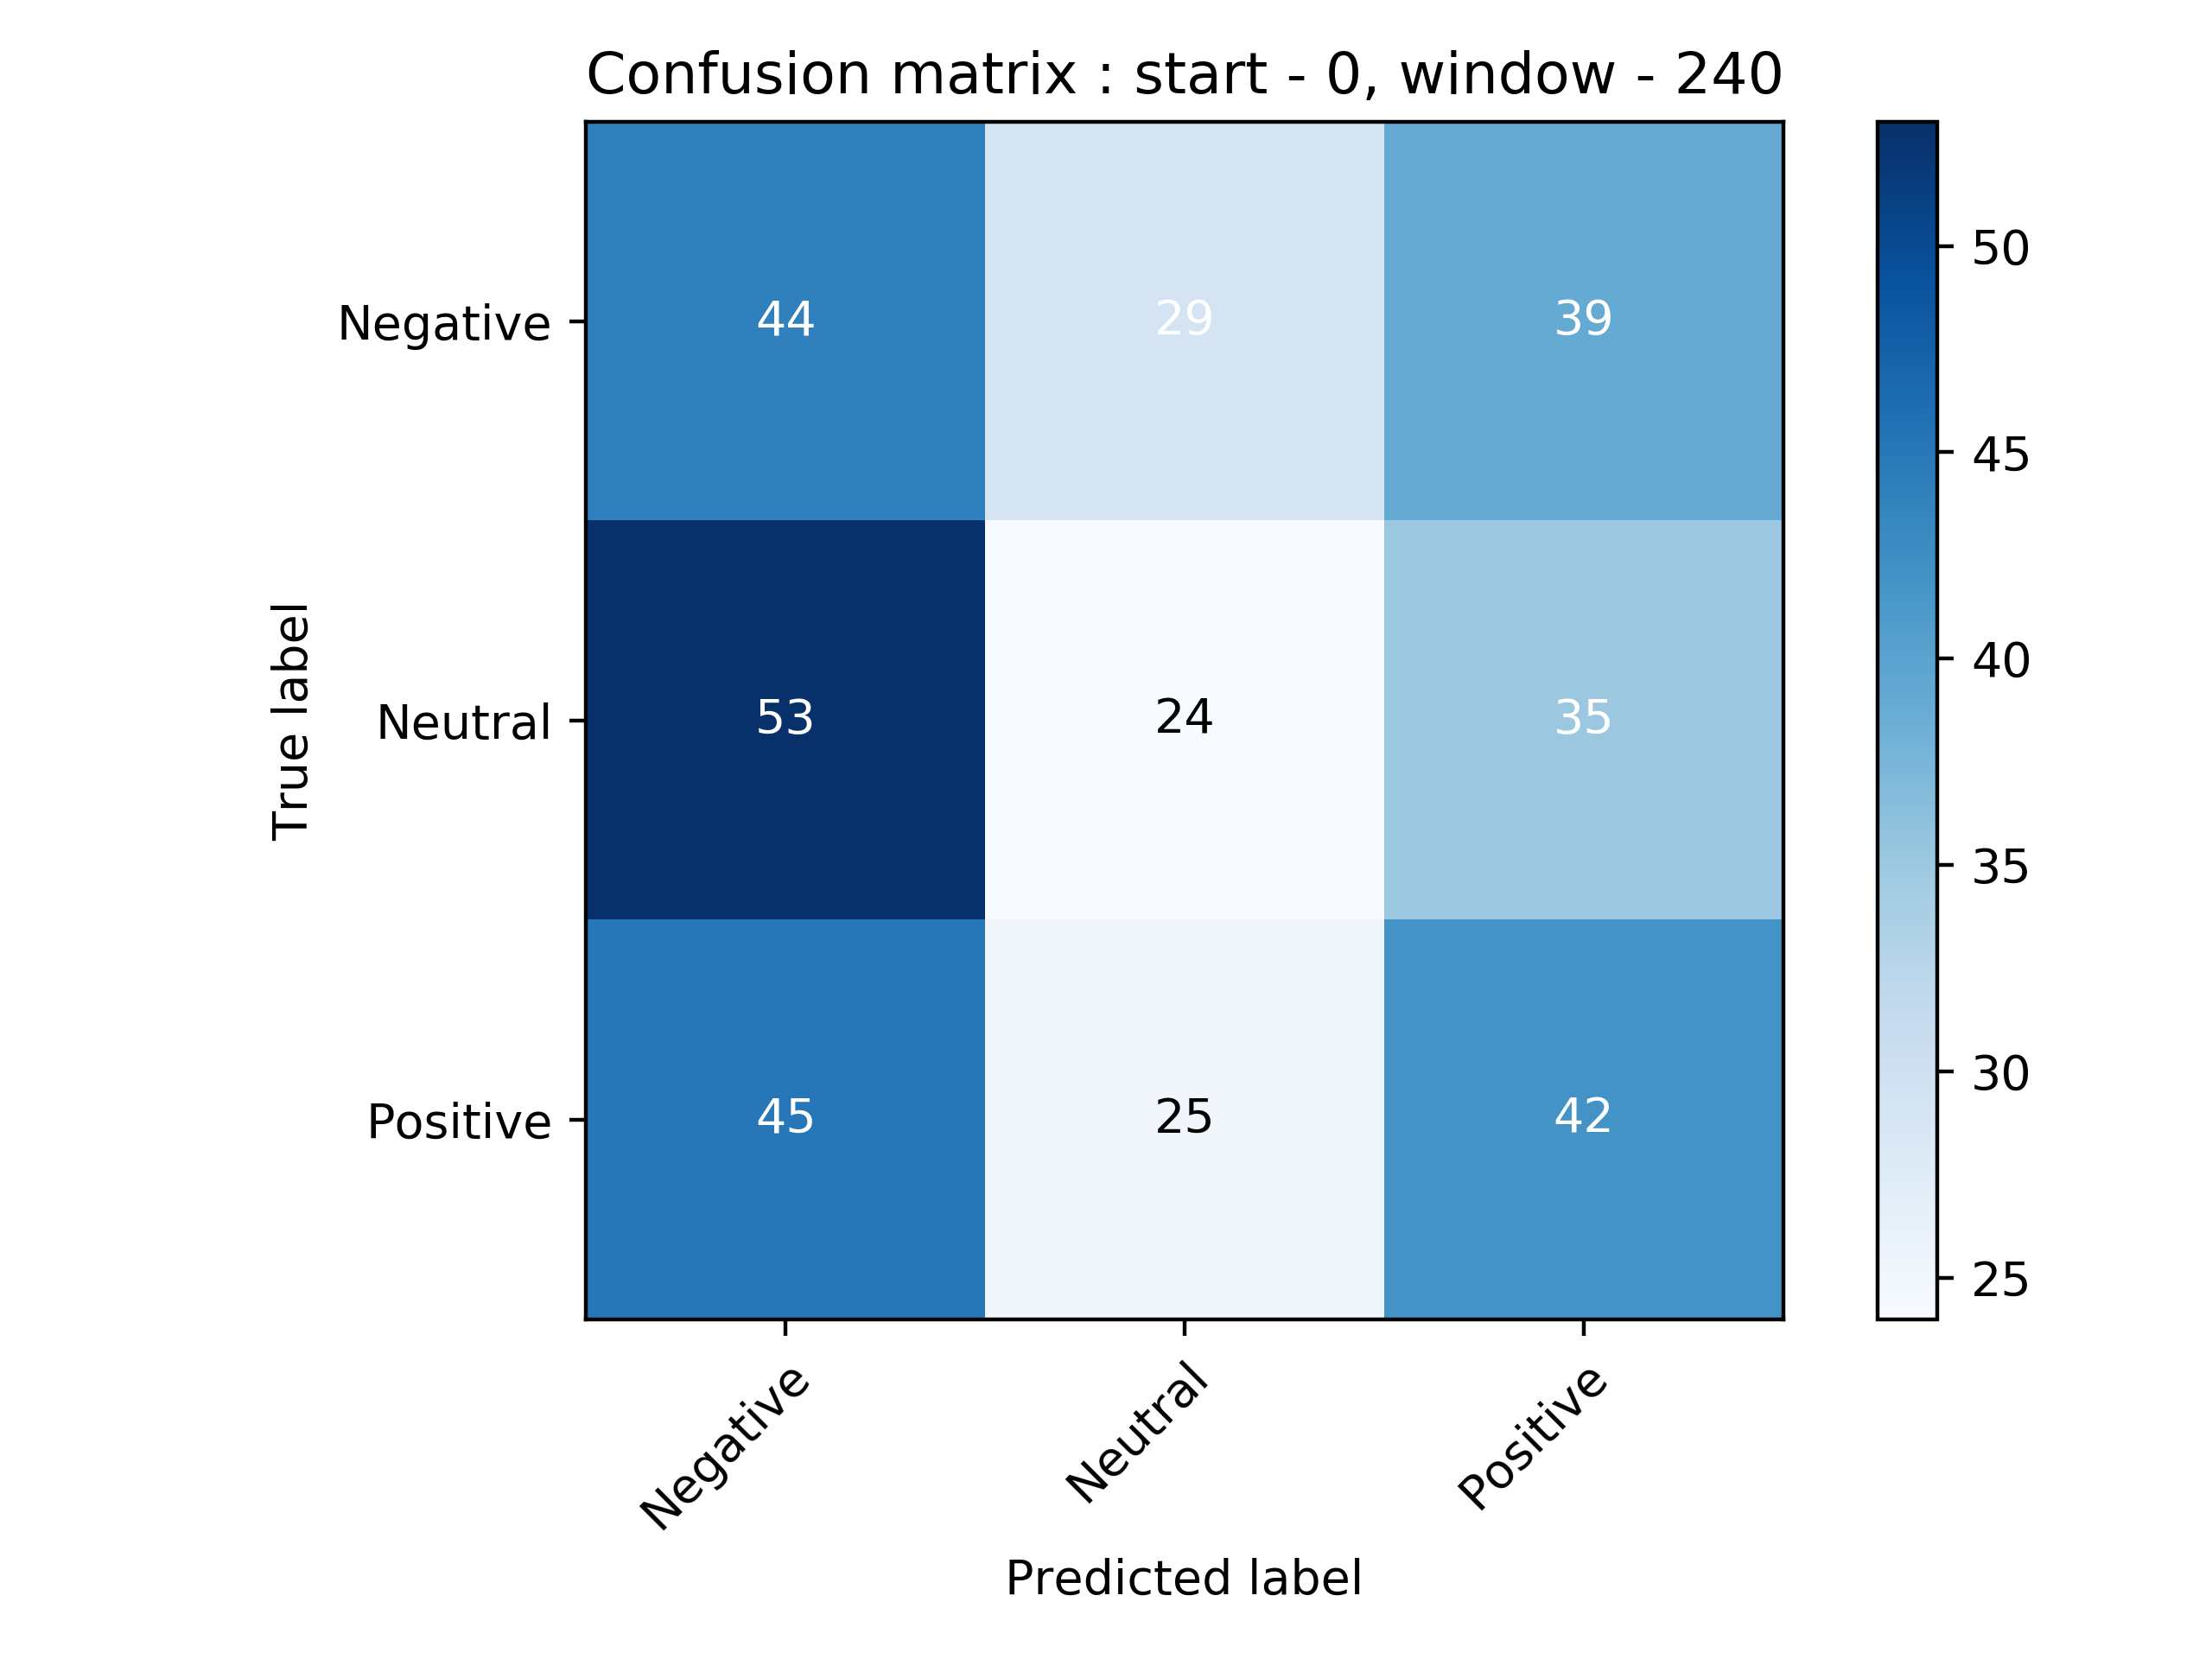 Confusion matrix : start - 0, window - 240
Negative
Neutral
Positive
True label
44 29 39
53 24 35
45 25 42
50
45
40
35
30
25
Negative
Neutral
Positive
Predicted label